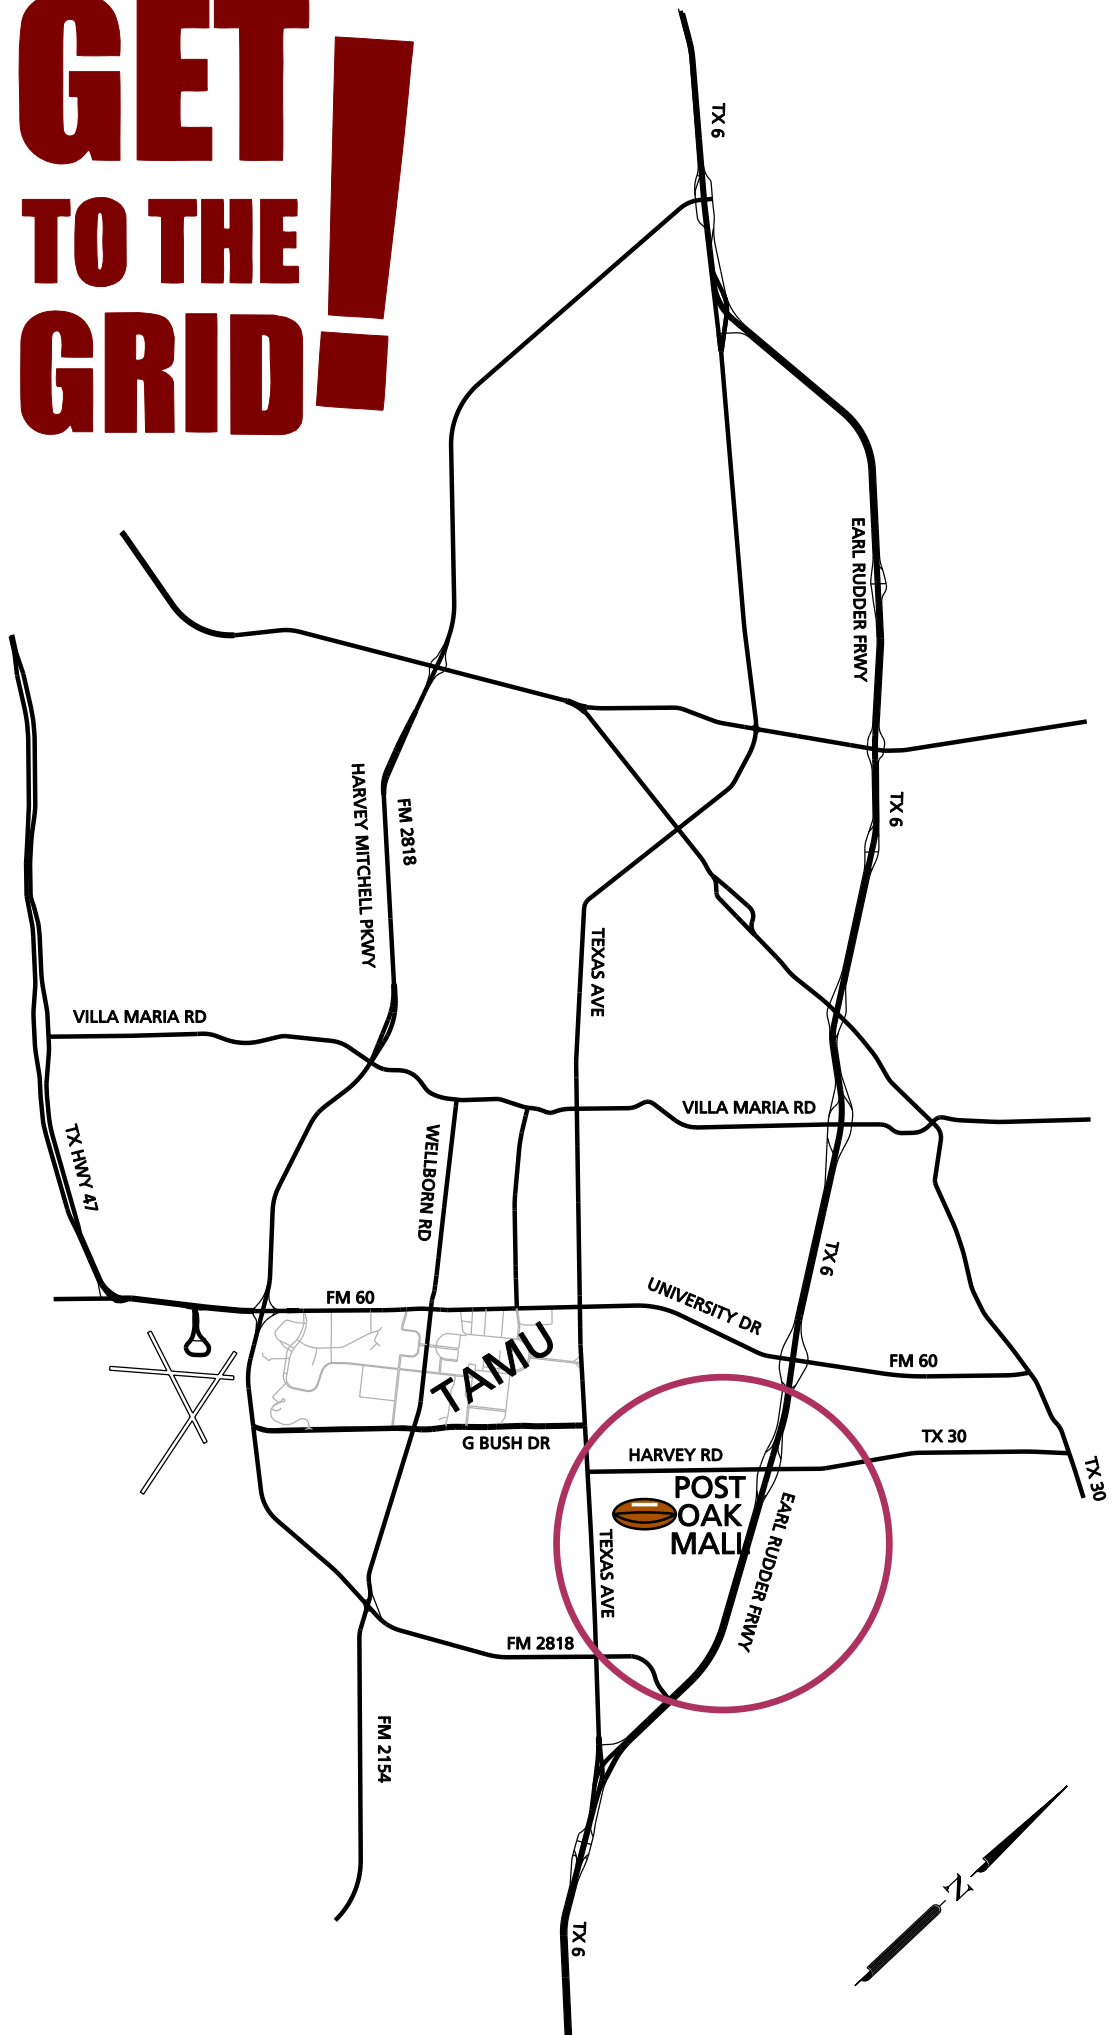 GET
TO THE
GRID!
TX 6
EARL RUDDER FRWY
HARVEY MITCHELL PKWY
FM 2818
TX 6
TEXAS AVE
VILLA MARIA RD
VILLA MARIA RD
TX HWY 47
WELLBORN RD
TX 6
FM 60
UNIVERSITY DR
FM 60
TAMU
G BUSH DR
HARVEY RD
TX 30
TX 30
POST
OAK
MALL
EARL RUDDER FRWY
TEXAS AVE
FM 2818
FM 2154
N
TX 6